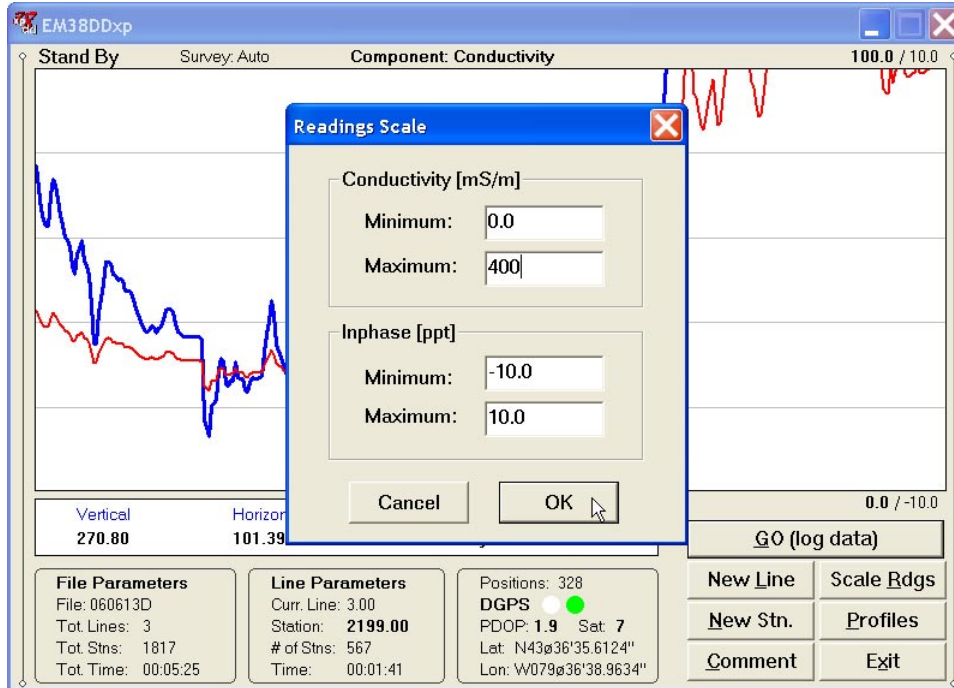 EM38DDxp
Stand By Survey: Auto Component: Conductivity 100.0 / 10.0
Readings Scale
Conductivity [mS/m]
Minimum: 0.0
Maximum: 400
Inphase [ppt]
Minimum: -10.0
Maximum: 10.0
Cancel OK
0.0 / -10.0
Vertical Horizon
270.80 101.39
GO (log data)
New Line Scale Rdgs
New Stn. Profiles
Comment Exit
File Parameters
File: 060613D
Tot. Lines: 3
Tot. Stns: 1817
Tot. Time: 00:05:25
Line Parameters
Curr. Line: 3.00
Station: 2199.00
# of Stns: 567
Time: 00:01:41
Positions: 328
DGPS
PDOP: 1.9 Sat: 7
Lat: N43ø36'35.6124"
Lon: W079ø36'38.9634"